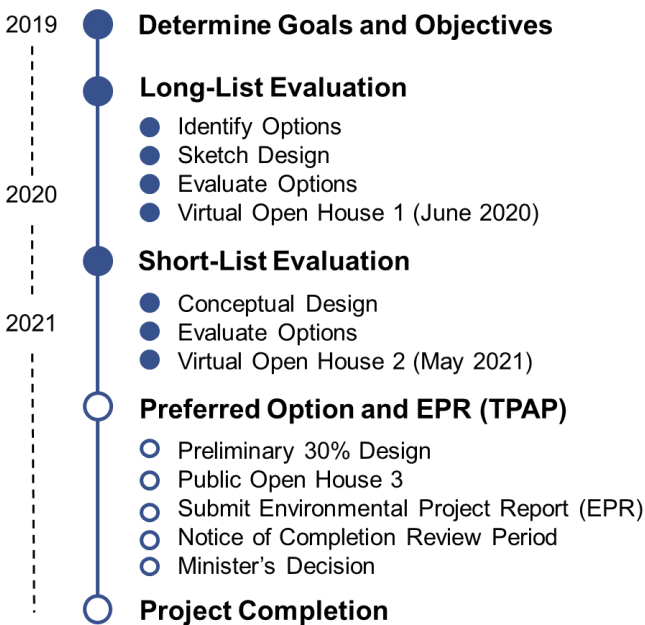 2019
Determine Goals and Objectives
Long-List Evaluation
Identify Options
Sketch Design
Evaluate Options
2020
Virtual Open House 1 (June 2020)
Short-List Evaluation
Conceptual Design
2021
Evaluate Options
Virtual Open House 2 (May 2021)
Preferred Option and EPR (TPAP)
Preliminary 30% Design
Public Open House 3
Submit Environmental Project Report (EPR)
Notice of Completion Review Period
Minister's Decision
Project Completion